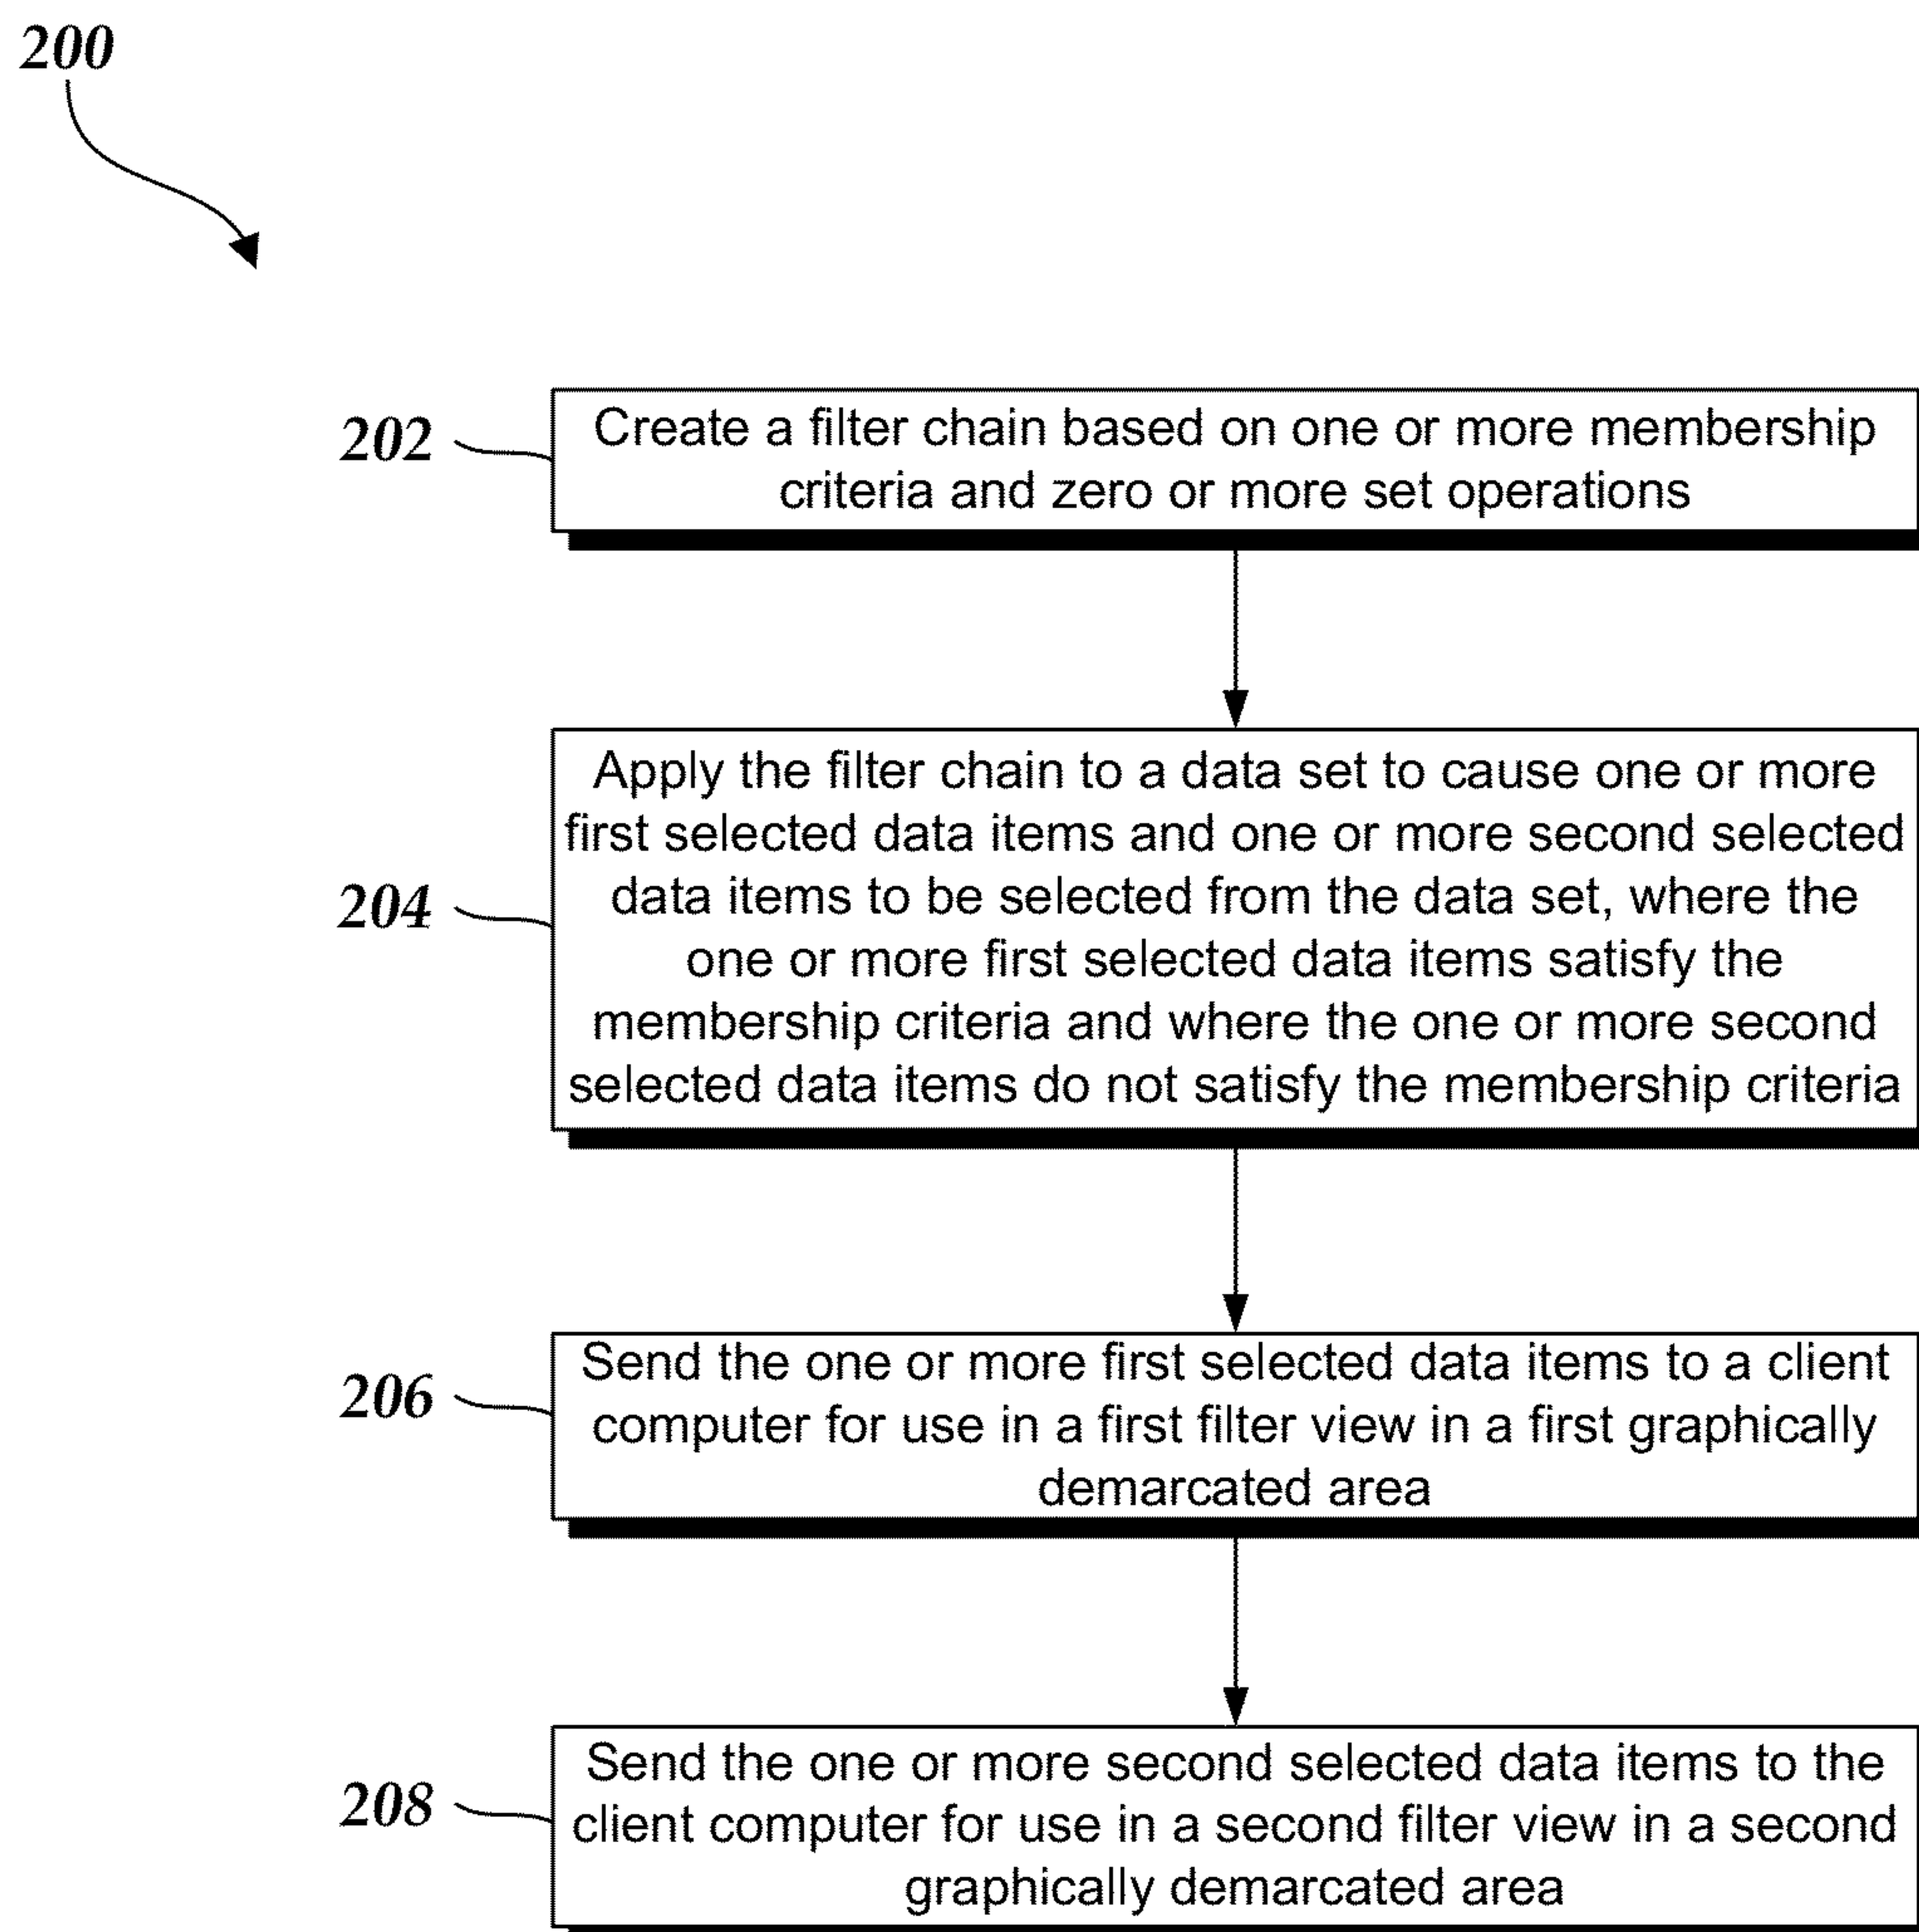 200
202
Create a filter chain based on one or more membership
criteria and zero or more set operations
204
Apply the filter chain to a data set to cause one or more
first selected data items and one or more second selected
data items to be selected from the data set, where the
one or more first selected data items satisfy the
membership criteria and where the one or more second
selected data items do not satisfy the membership criteria
206
Send the one or more first selected data items to a client
computer for use in a first filter view in a first graphically
demarcated area
208
Send the one or more second selected data items to the
client computer for use in a second filter view in a second
graphically demarcated area